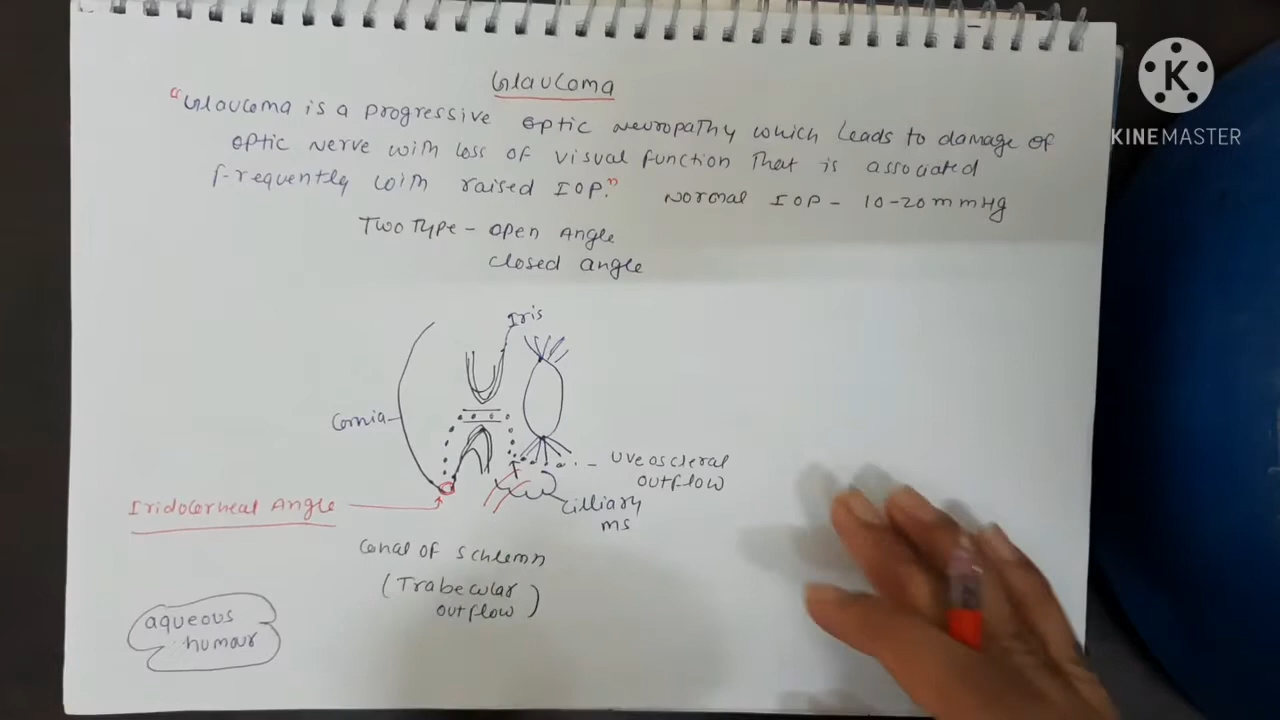 Glaucoma
"Glaucoma is a progressive optic neuropathy which leads to damage of
optic nerve with loss of visual function that is associated
frequently with raised IOP."
Normal IOP - 10-20 mmHg
Two Type - open Angle
closed angle
Iris
Cornia
uveoscleral
outflow
Iridocorneal Angle
cilliary
ms
canal of schlemn
(Trabecular
outflow)
aqueous
humour
K
KINEMASTER